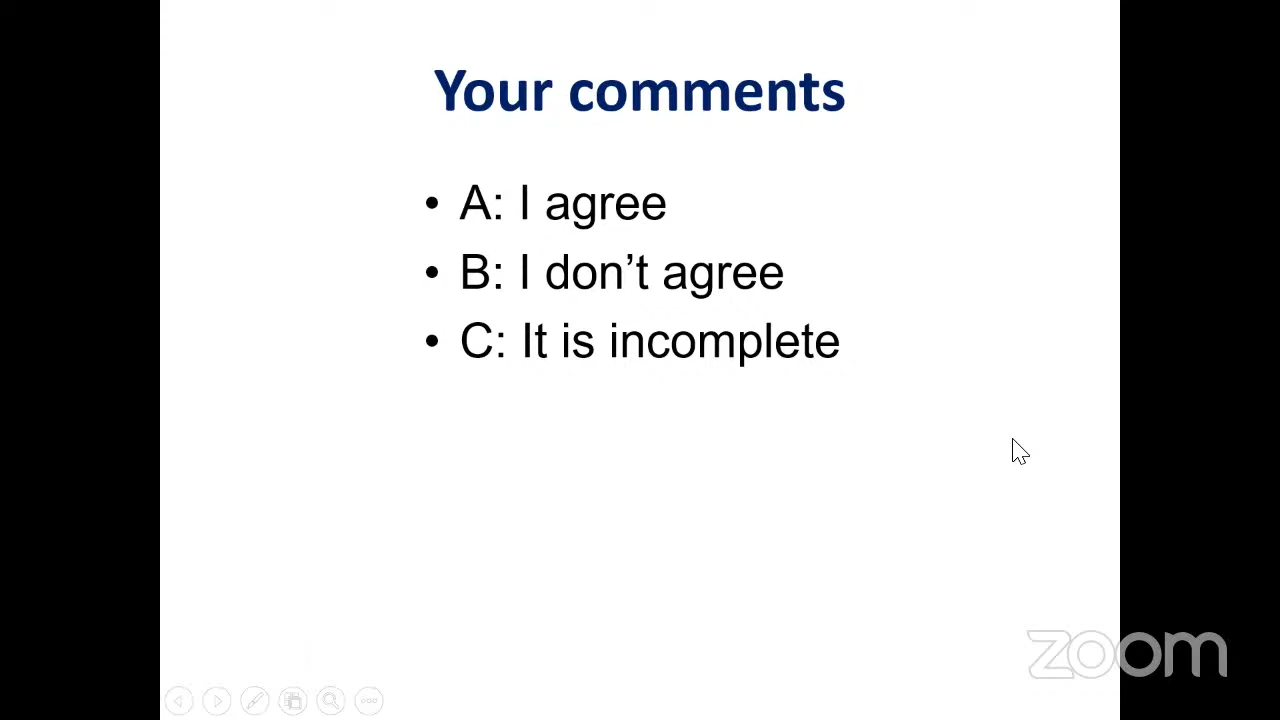 Your comments
• A: I agree
• B: I don’t agree
• C: It is incomplete
zoom